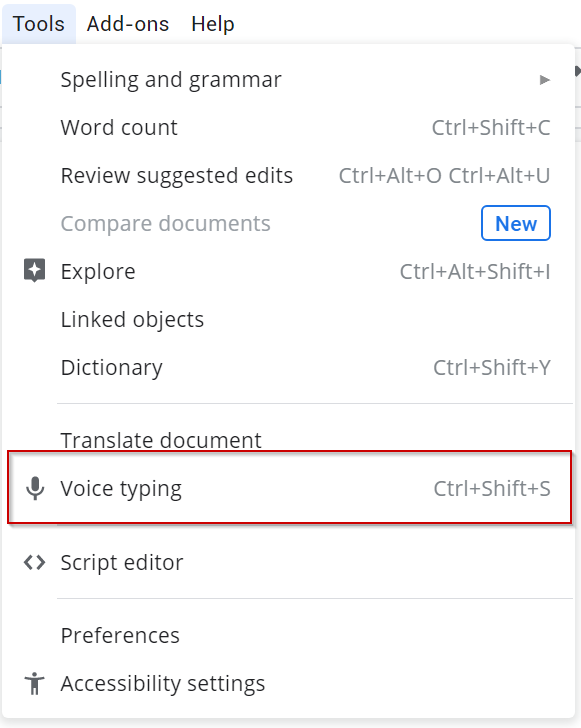 Tools Add-ons Help
Spelling and grammar
Word count Ctrl+Shift+C
Review suggested edits Ctrl+Alt+O Ctrl+Alt+U
Compare documents New
Explore Ctrl+Alt+Shift+I
Linked objects
Dictionary Ctrl+Shift+Y
Translate document
Voice typing Ctrl+Shift+S
Script editor
Preferences
Accessibility settings